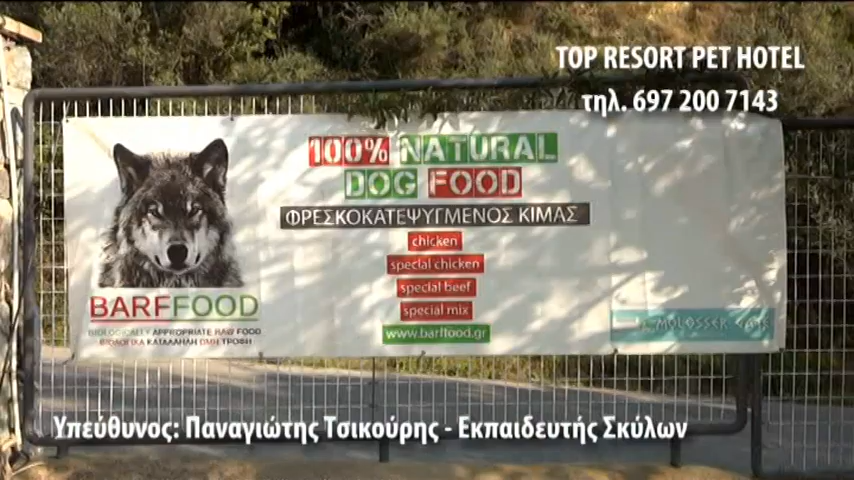 TOP RESORT PET HOTEL
τηλ. 697 200 7143
100% NATURAL
DOG FOOD
ΦΡΕΣΚΟΚΑΤΕΨΥΓΜΕΝΟΣ ΚΙΜΑΣ
chicken
special chicken
special beef
special mix
www.barffood.gr
BARFFOOD
BIOLOGICALLY APPROPRIATE RAW FOOD
ΒΙΟΛΟΓΙΚΑ ΚΑΤΑΛΛΗΛΗ ΩΜΗ ΤΡΟΦΗ
MOLOSSER
Υπεύθυνος: Παναγιώτης Τσικούρης - Εκπαιδευτής Σκύλων